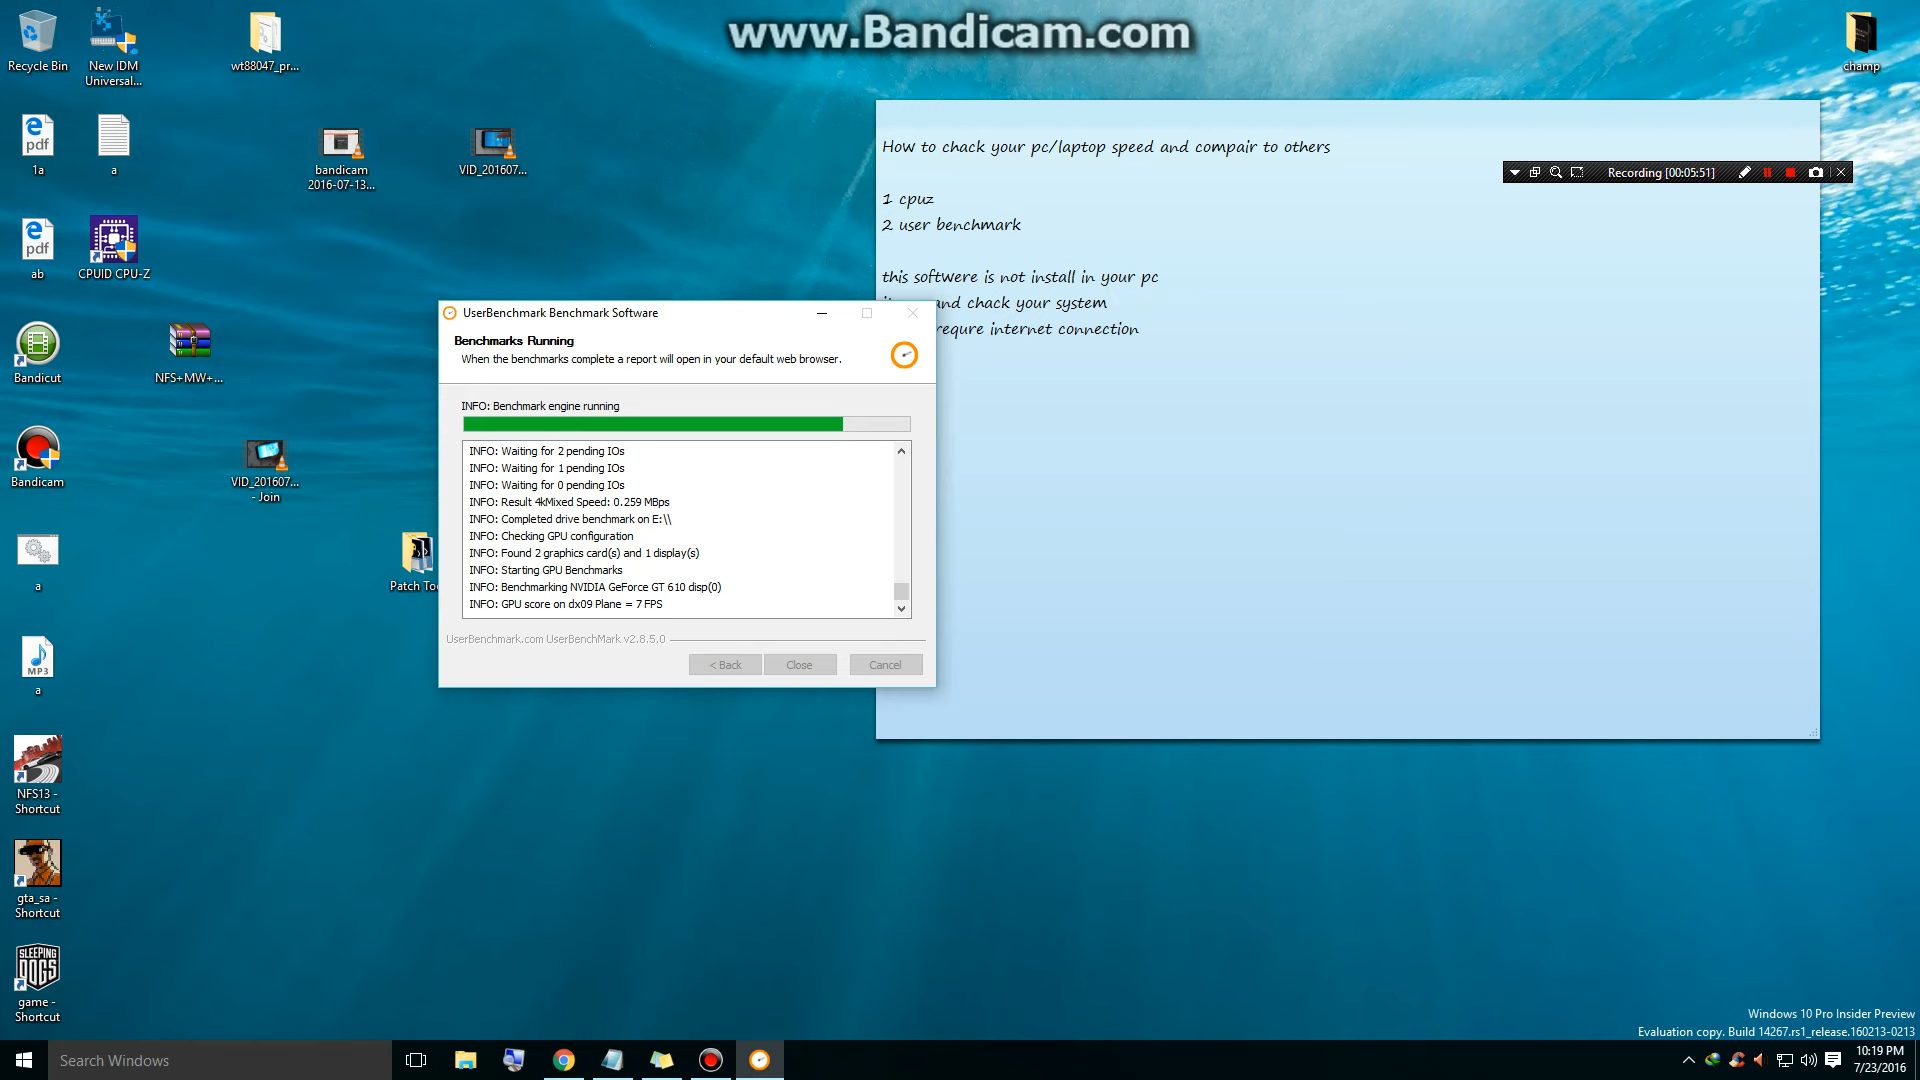 www.Bandicam.com
Recycle Bin
New IDM
Universal...
wt88047_pr...
champ
pdf
1a
a
bandicam
2016-07-13...
VID_201607...
How to chack your pc/laptop speed and compair to others
Recording [00:05:51]
1 cpuz
2 user benchmark
pdf
ab
CPUID CPU-Z
this softwere is not install in your pc
and chack your system
requre internet connection
Bandicut
NFS+MW+...
UserBenchmark Benchmark Software
Benchmarks Running
When the benchmarks complete a report will open in your default web browser.
INFO: Benchmark engine running
INFO: Waiting for 2 pending IOs
INFO: Waiting for 1 pending IOs
INFO: Waiting for 0 pending IOs
INFO: Result 4kMixed Speed: 0.259 MBps
INFO: Completed drive benchmark on E:\\
INFO: Checking GPU configuration
INFO: Found 2 graphics card(s) and 1 display(s)
INFO: Starting GPU Benchmarks
INFO: Benchmarking NVIDIA GeForce GT 610 disp(0)
INFO: GPU score on dx09 Plane = 7 FPS
UserBenchmark.com UserBenchMark v2.8.5.0
< Back
Close
Cancel
Bandicam
VID_201607...
- Join
a
Patch Too
MP3
a
NFS13 -
Shortcut
gta_sa -
Shortcut
SLEEPING
DOGS
game -
Shortcut
Windows 10 Pro Insider Preview
Evaluation copy. Build 14267.rs1_release.160213-0213
Search Windows
10:19 PM
7/23/2016